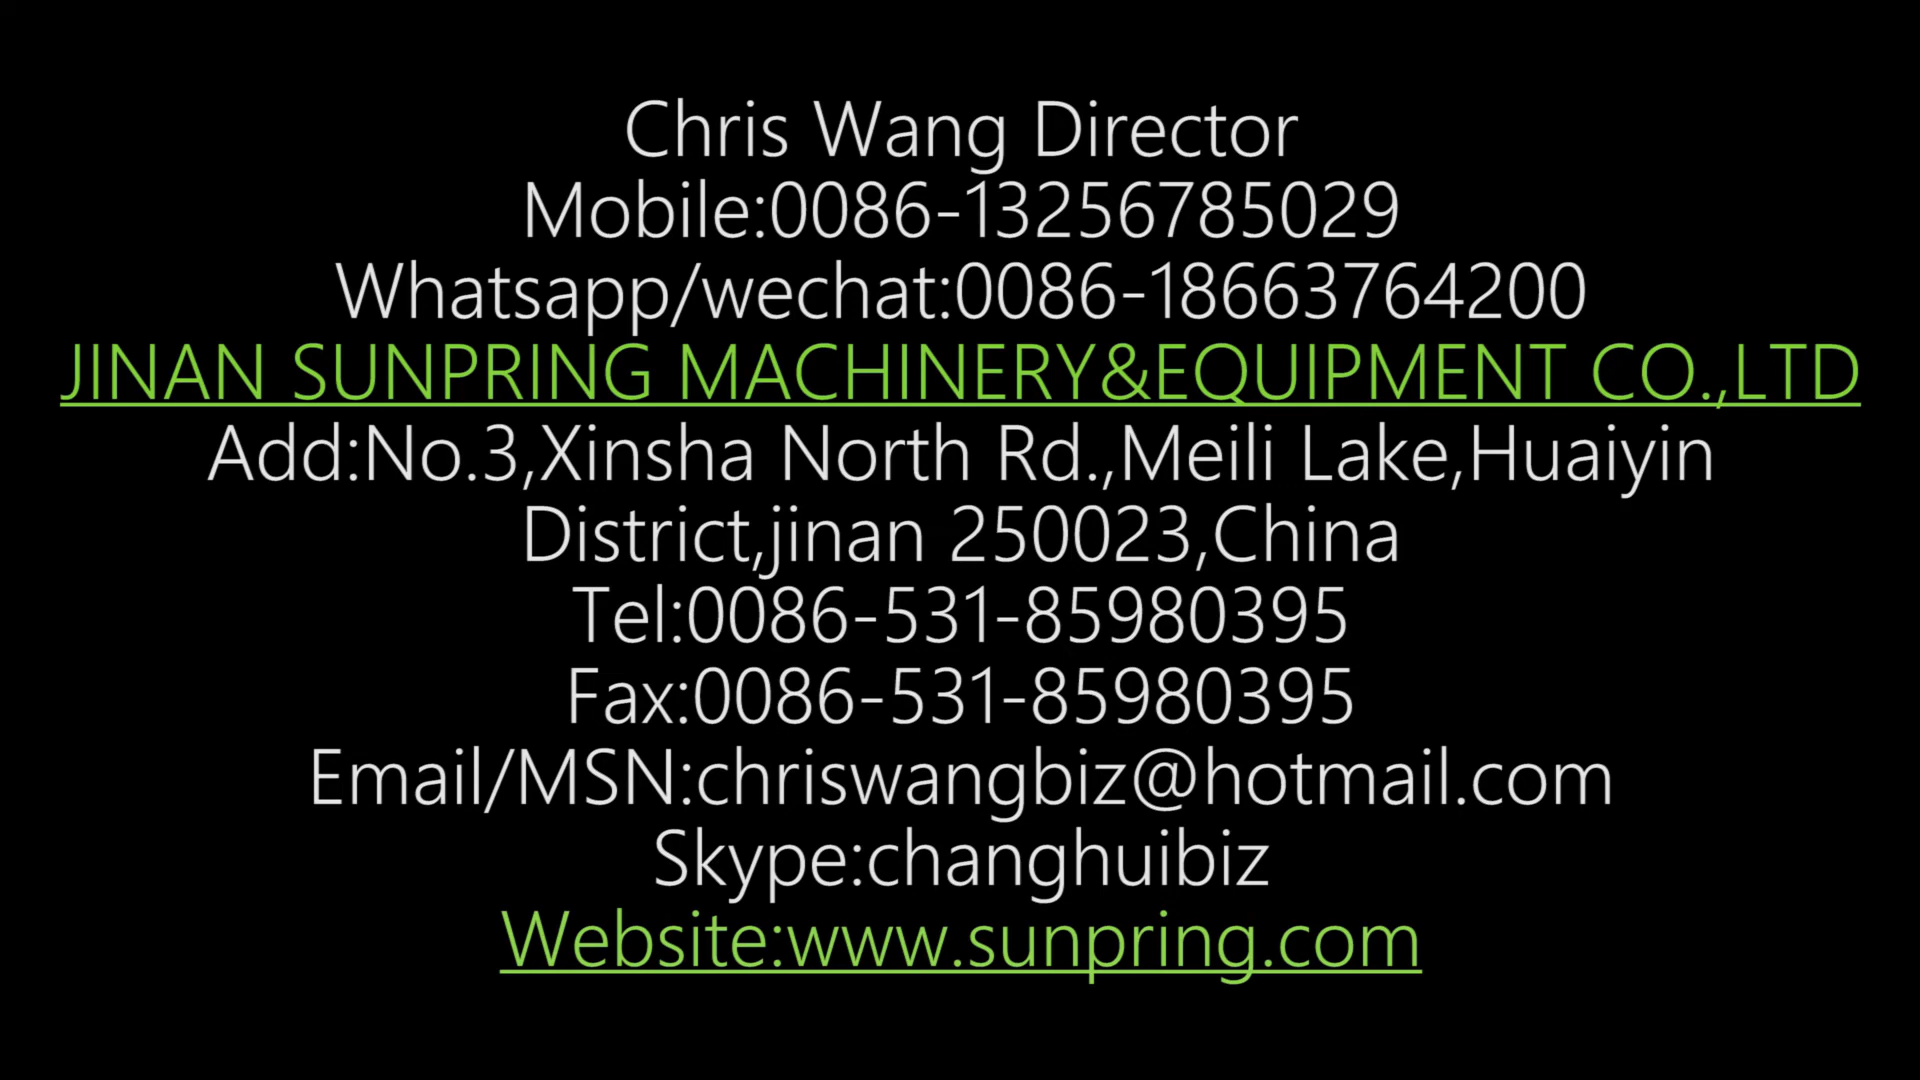 Chris Wang Director
Mobile:0086-13256785029
Whatsapp/wechat:0086-18663764200
JINAN SUNPRING MACHINERY&EQUIPMENT CO.,LTD
Add:No.3,Xinsha North Rd.,Meili Lake,Huaiyin
District,jinan 250023,China
Tel:0086-531-85980395
Fax:0086-531-85980395
Email/MSN:chriswangbiz@hotmail.com
Skype:changhuibiz
Website:www.sunpring.com